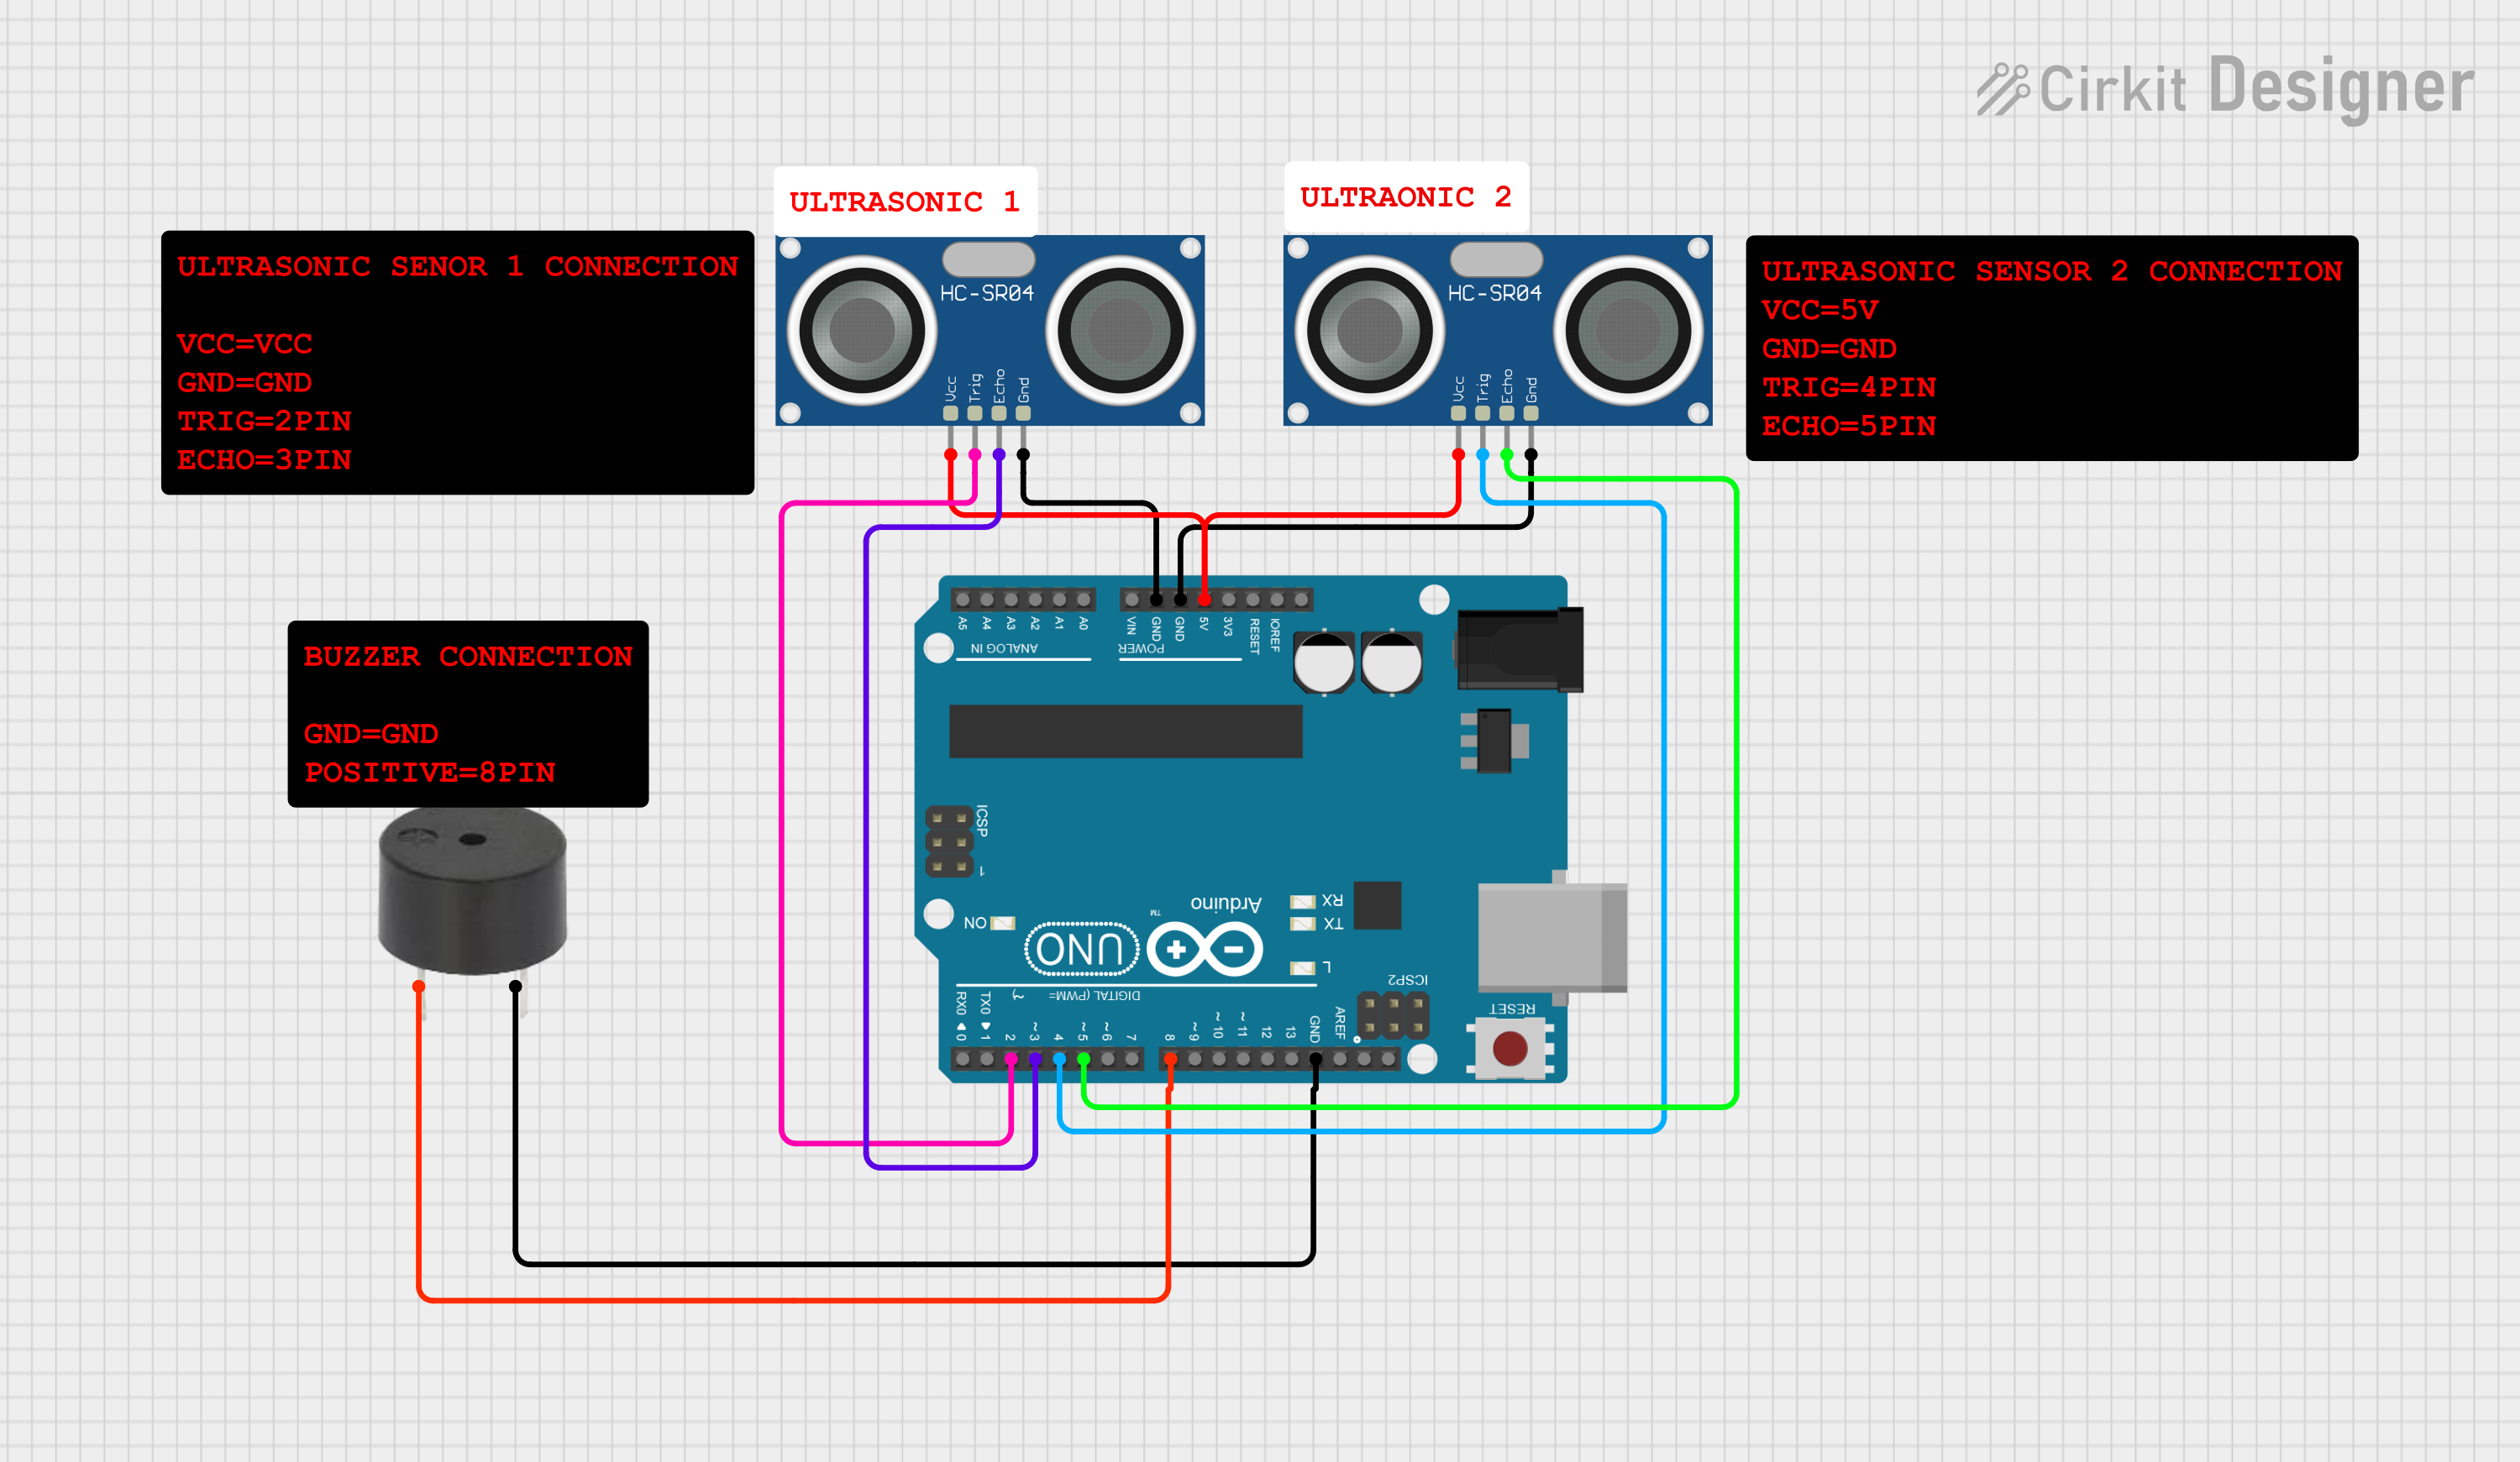 Cirkit Designer
ULTRASONIC 1
ULTRAONIC 2
ULTRASONIC SENOR 1 CONNECTION
VCC=VCC
GND=GND
TRIG=2PIN
ECHO=3PIN
HC-SR04
Vcc
Trig
Echo
Gnd
HC-SR04
Vcc
Trig
Echo
Gnd
ULTRASONIC SENSOR 2 CONNECTION
VCC=5V
GND=GND
TRIG=4PIN
ECHO=5PIN
BUZZER CONNECTION
GND=GND
POSITIVE=8PIN
A5 A4 A3 A2 A1 A0
ANALOG IN
VIN GND GND 5V 3V3 RESET IOREF
POWER
ICSP
1
ON
UNO
Arduino
TM
RX
TX
L
ICSP2
RESET
DIGITAL (PWM=
~
RX0 TX0
0 1 2 ~3 4 ~5 ~6 7 8 ~9 ~10 ~11 12 13 GND AREF